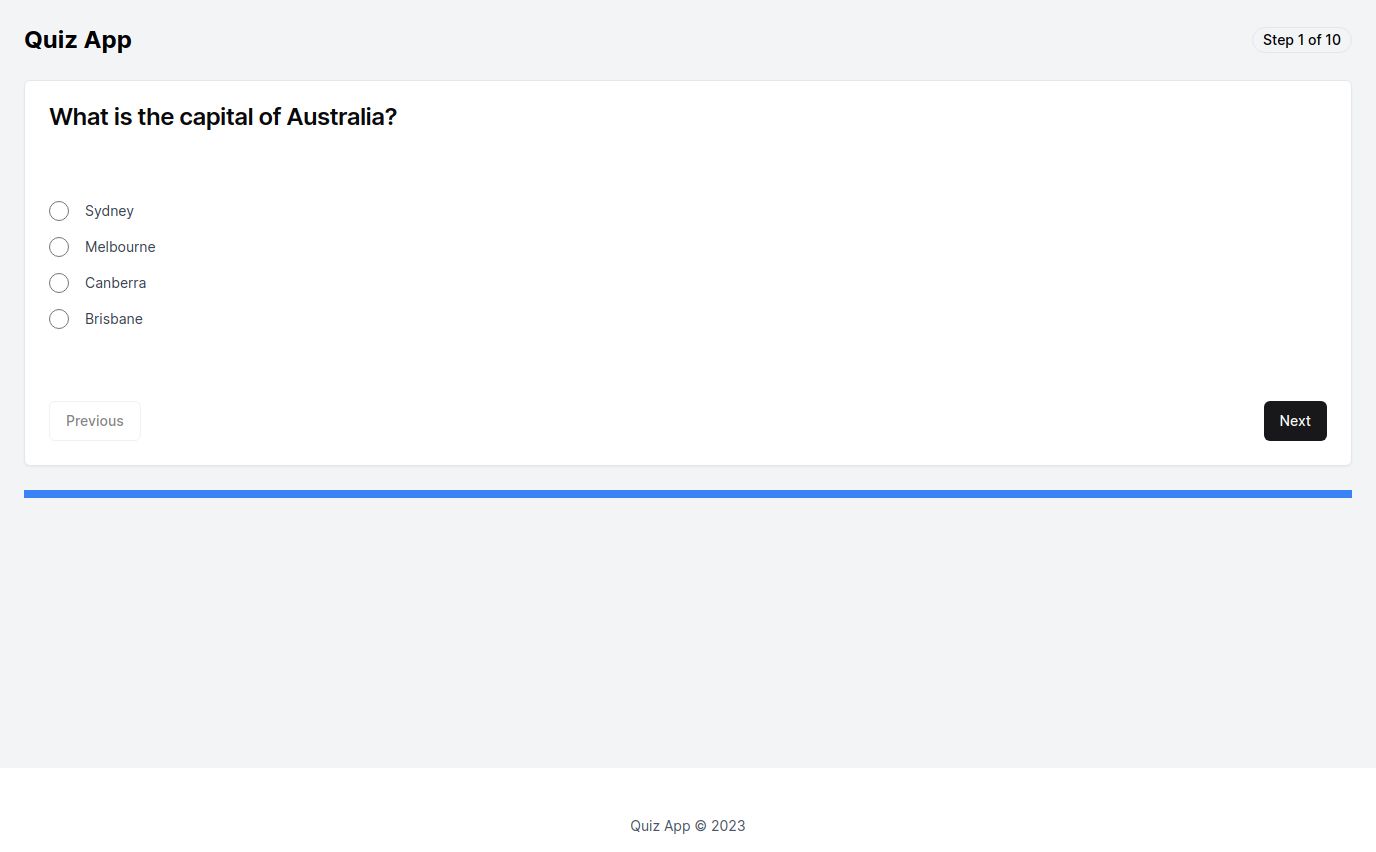 Quiz App
Step 1 of 10
What is the capital of Australia?
Sydney
Melbourne
Canberra
Brisbane
Previous
Next
Quiz App © 2023